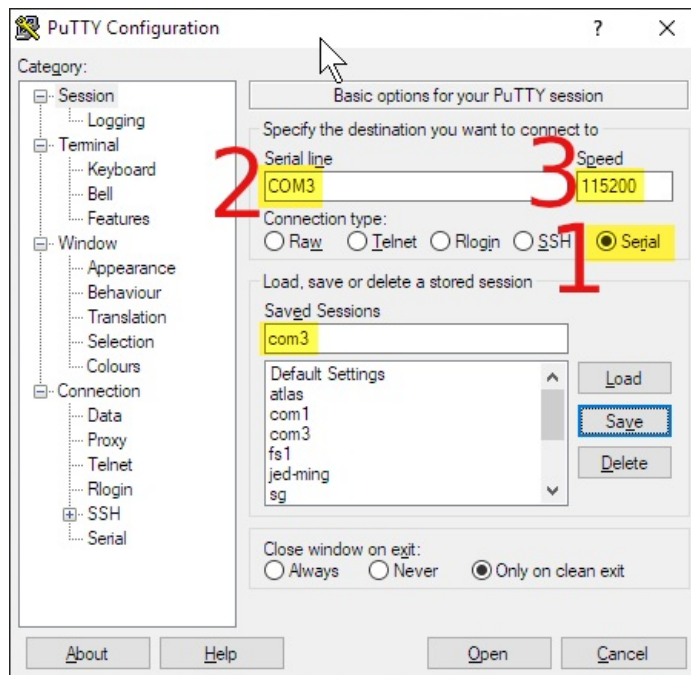 PuTTY Configuration ? ×
Category:
Session
Logging
Terminal
Keyboard
Bell
Features
Window
Appearance
Behaviour
Translation
Selection
Colours
Connection
Data
Proxy
Telnet
Rlogin
SSH
Serial
Basic options for your PuTTY session
Specify the destination you want to connect to
Serial line Speed
2 COM3 3 115200
Connection type:
Raw Telnet Rlogin SSH 1 Serial
Load, save or delete a stored session
Saved Sessions
com3
Default Settings
atlas
com1
com3
fs1
jed-ming
sg
Load
Save
Delete
Close window on exit:
Always Never Only on clean exit
About Help Open Cancel